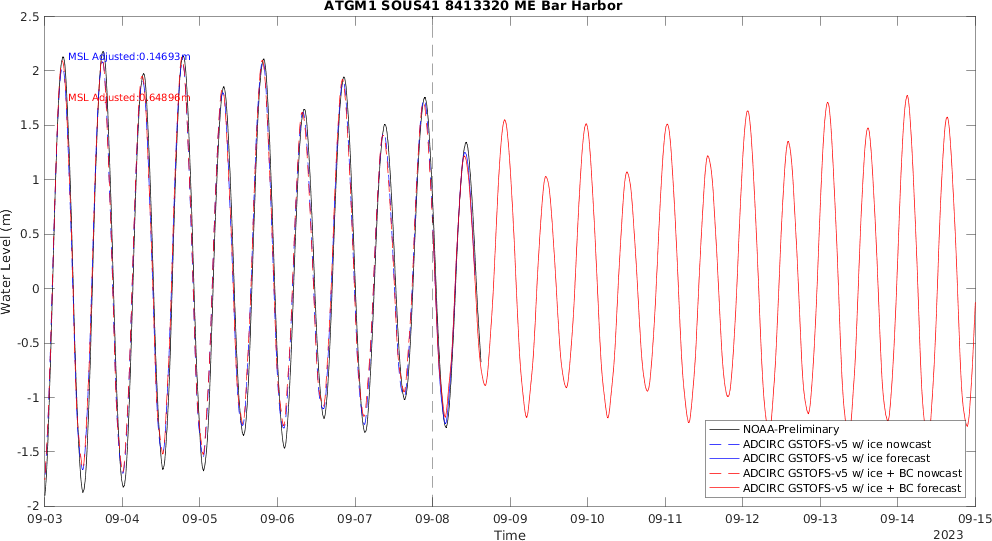 ATGM1 SOUS41 8413320 ME Bar Harbor
2.5
2
1.5
1
0.5
0
-0.5
-1
-1.5
-2
Water Level (m)
MSL Adjusted:0.14693m
MSL Adjusted:0.64896m
NOAA-Preliminary
ADCIRC GSTOFS-v5 w/ ice nowcast
ADCIRC GSTOFS-v5 w/ ice forecast
ADCIRC GSTOFS-v5 w/ ice + BC nowcast
ADCIRC GSTOFS-v5 w/ ice + BC forecast
09-03 09-04 09-05 09-06 09-07 09-08 09-09 09-10 09-11 09-12 09-13 09-14 09-15
Time
2023